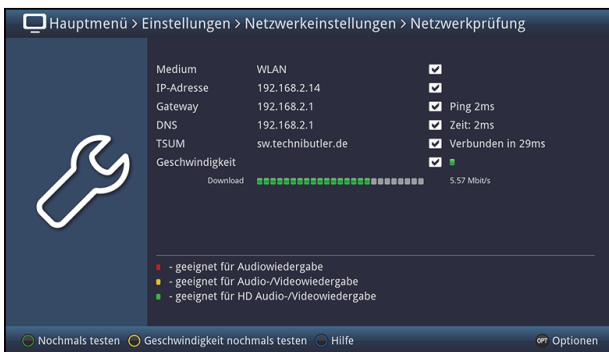 Hauptmenü > Einstellungen > Netzwerkeinstellungen > Netzwerkprüfung
Medium WLAN
IP-Adresse 192.168.2.14
Gateway 192.168.2.1 Ping 2ms
DNS 192.168.2.1 Zeit: 2ms
TSUM sw.technibutler.de Verbunden in 29ms
Geschwindigkeit
Download 5.57 Mbit/s
- geeignet für Audiowiedergabe
- geeignet für Audio-/Videowiedergabe
- geeignet für HD Audio-/Videowiedergabe
Nochmals testen Geschwindigkeit nochmals testen Hilfe OPT Optionen